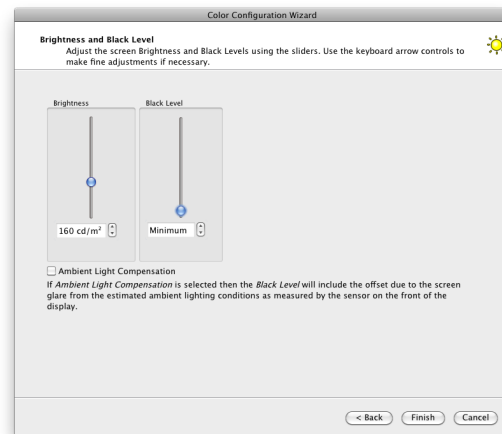 Color Configuration Wizard
Brightness and Black Level
Adjust the screen Brightness and Black Levels using the sliders. Use the keyboard arrow controls to
make fine adjustments if necessary.
Brightness
Black Level
160 cd/m²
Minimum
Ambient Light Compensation
If Ambient Light Compensation is selected then the Black Level will include the offset due to the screen
glare from the estimated ambient lighting conditions as measured by the sensor on the front of the
display.
< Back
Finish
Cancel